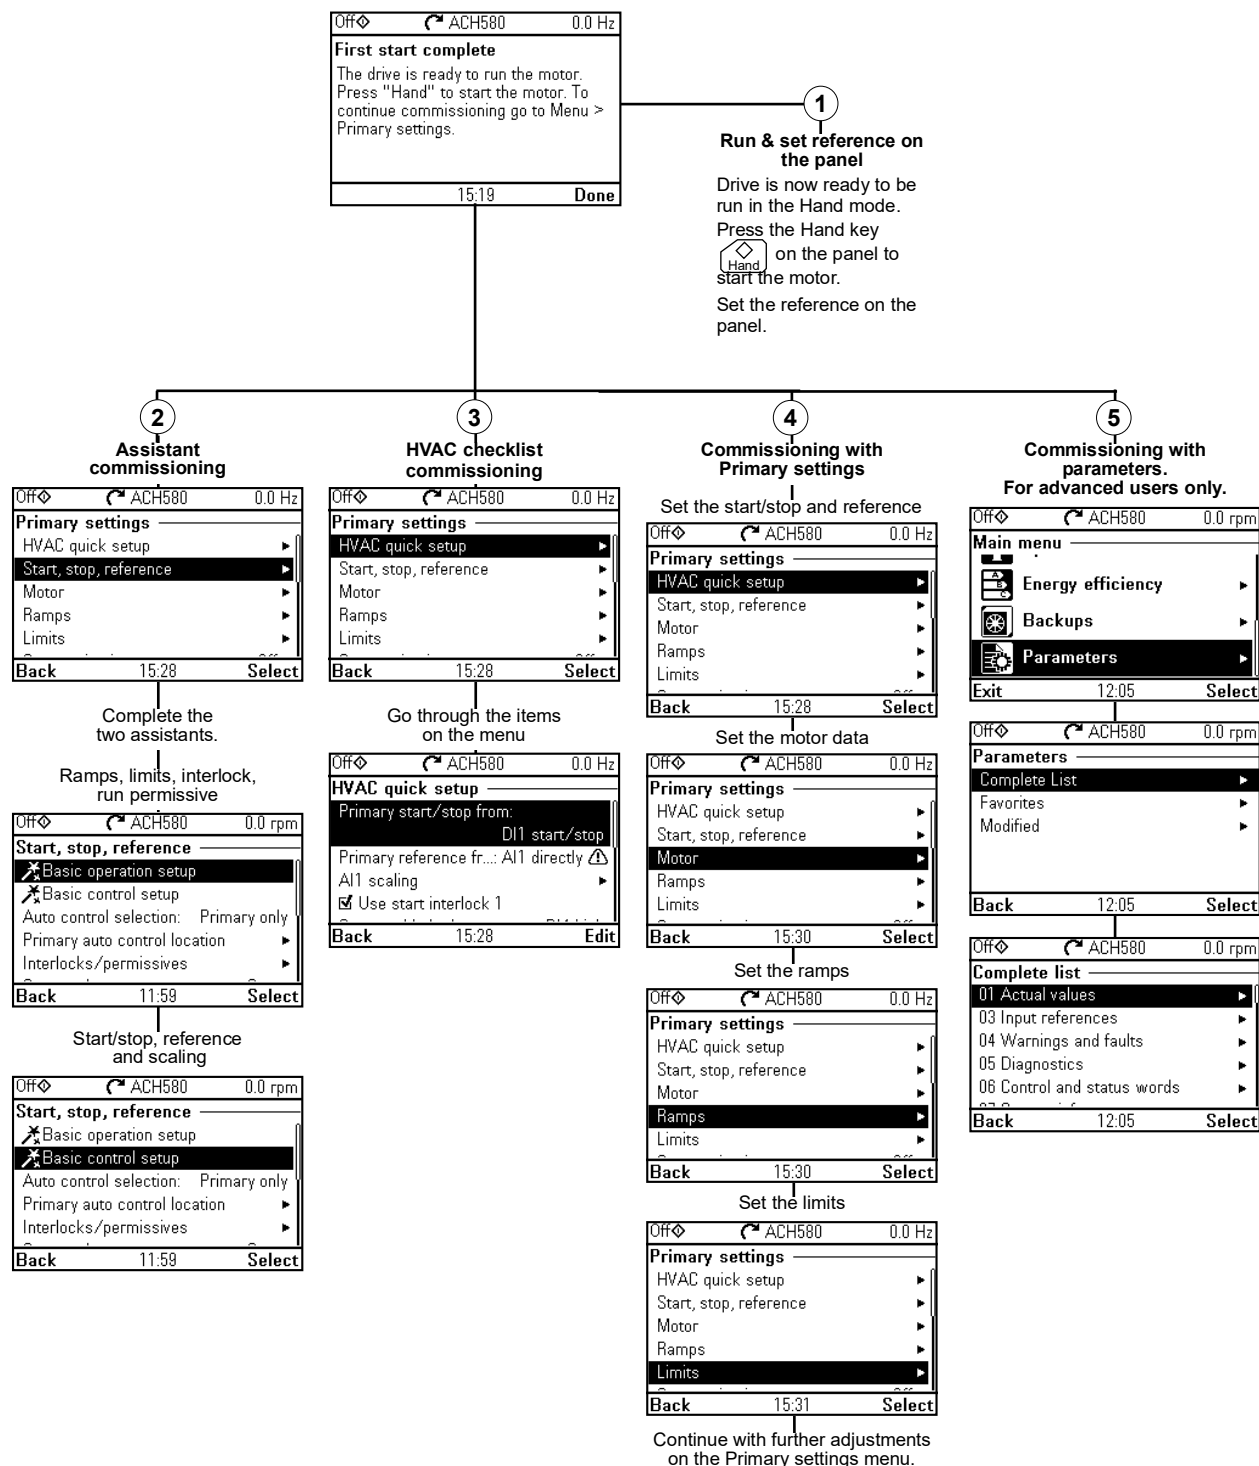 Off ACH580 0.0 Hz
First start complete
The drive is ready to run the motor.
Press "Hand" to start the motor. To
continue commissioning go to Menu >
Primary settings.
15:19 Done
1
Run & set reference on
the panel
Drive is now ready to be
run in the Hand mode.
Press the Hand key
Hand on the panel to
start the motor.
Set the reference on the
panel.
2
Assistant
commissioning
Off ACH580 0.0 Hz
Primary settings
HVAC quick setup
Start, stop, reference
Motor
Ramps
Limits
Back 15:28 Select
Complete the
two assistants.
Ramps, limits, interlock,
run permissive
Off ACH580 0.0 rpm
Start, stop, reference
Basic operation setup
Basic control setup
Auto control selection: Primary only
Primary auto control location
Interlocks/permissives
Back 11:59 Select
Start/stop, reference
and scaling
Off ACH580 0.0 rpm
Start, stop, reference
Basic operation setup
Basic control setup
Auto control selection: Primary only
Primary auto control location
Interlocks/permissives
Back 11:59 Select
3
HVAC checklist
commissioning
Off ACH580 0.0 Hz
Primary settings
HVAC quick setup
Start, stop, reference
Motor
Ramps
Limits
Back 15:28 Select
Go through the items
on the menu
Off ACH580 0.0 Hz
HVAC quick setup
Primary start/stop from:
DI1 start/stop
Primary reference fr...: AI1 directly
AI1 scaling
Use start interlock 1
Back 15:28 Edit
4
Commissioning with
Primary settings
Set the start/stop and reference
Off ACH580 0.0 Hz
Primary settings
HVAC quick setup
Start, stop, reference
Motor
Ramps
Limits
Back 15:28 Select
Set the motor data
Off ACH580 0.0 Hz
Primary settings
HVAC quick setup
Start, stop, reference
Motor
Ramps
Limits
Back 15:30 Select
Set the ramps
Off ACH580 0.0 Hz
Primary settings
HVAC quick setup
Start, stop, reference
Motor
Ramps
Limits
Back 15:30 Select
Set the limits
Off ACH580 0.0 Hz
Primary settings
HVAC quick setup
Start, stop, reference
Motor
Ramps
Limits
Back 15:31 Select
Continue with further adjustments
on the Primary settings menu.
5
Commissioning with
parameters.
For advanced users only.
Off ACH580 0.0 rpm
Main menu
Energy efficiency
Backups
Parameters
Exit 12:05 Select
Off ACH580 0.0 rpm
Parameters
Complete List
Favorites
Modified
Back 12:05 Select
Off ACH580 0.0 rpm
Complete list
01 Actual values
03 Input references
04 Warnings and faults
05 Diagnostics
06 Control and status words
Back 12:05 Select